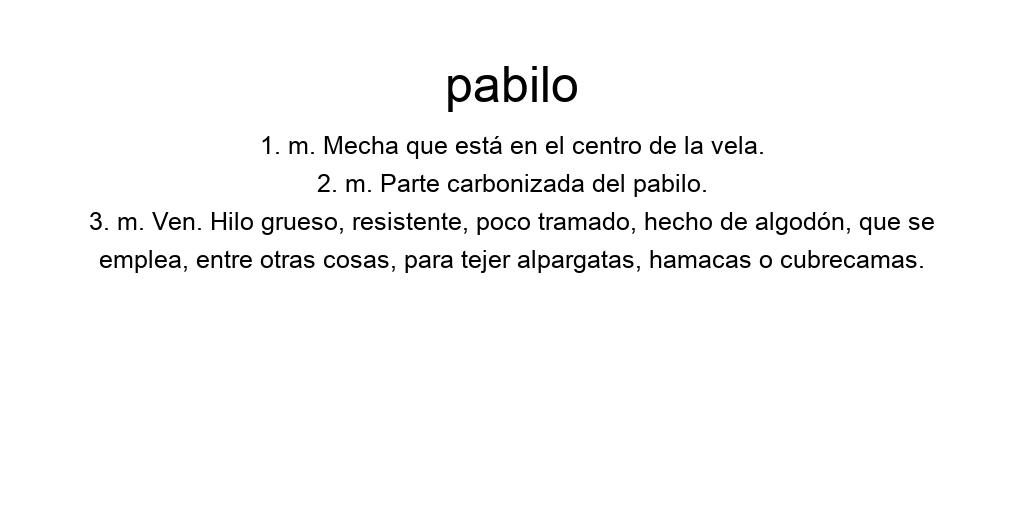 pabilo
1. m. Mecha que está en el centro de la vela.
2. m. Parte carbonizada del pabilo.
3. m. Ven. Hilo grueso, resistente, poco tramado, hecho de algodón, que se
emplea, entre otras cosas, para tejer alpargatas, hamacas o cubrecamas.